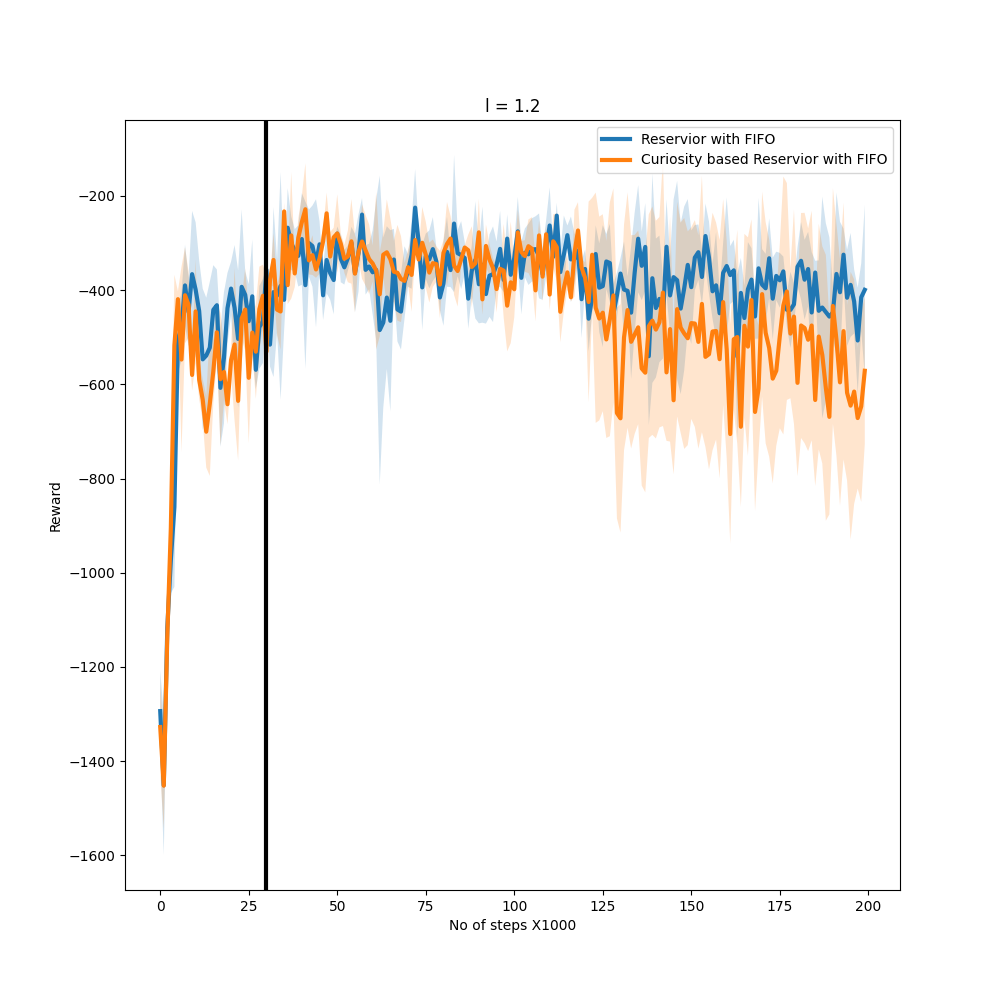 l = 1.2
Reservior with FIFO
Curiosity based Reservior with FIFO
−200
−400
−600
−800
−1000
−1200
−1400
−1600
Reward
0 25 50 75 100 125 150 175 200
No of steps X1000